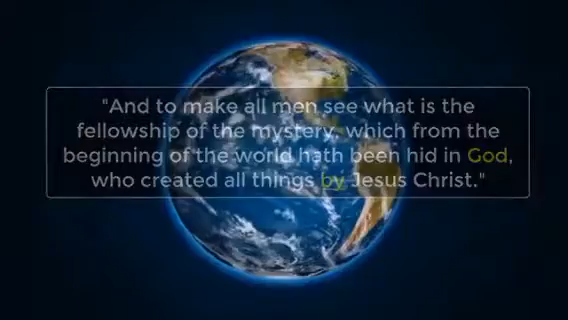 "And to make all men see what is the
fellowship of the mystery, which from the
beginning of the world hath been hid in God,
who created all things by Jesus Christ."